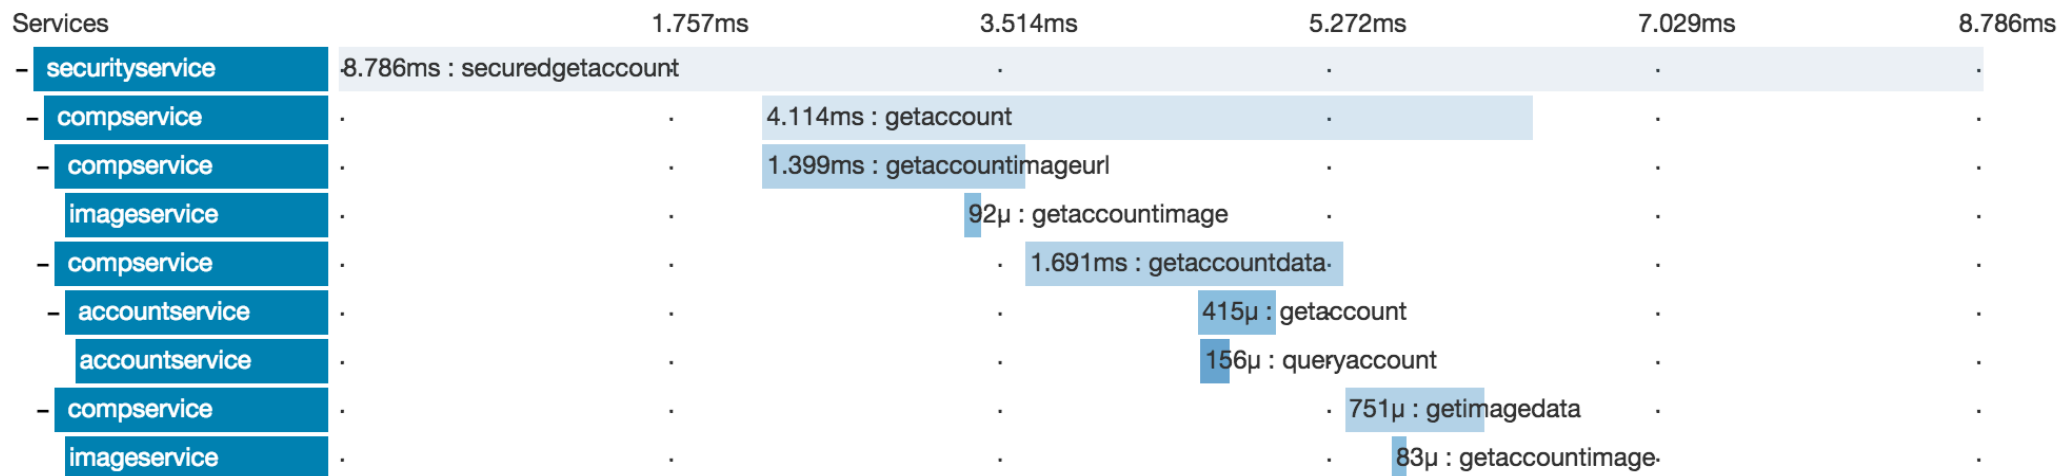 Services 1.757ms 3.514ms 5.272ms 7.029ms 8.786ms
– securityservice 8.786ms : securedgetaccount
– compservice 4.114ms : getaccount
– compservice 1.399ms : getaccountimageurl
imageservice 92μ : getaccountimage
– compservice 1.691ms : getaccountdata
– accountservice 415μ : getaccount
accountservice 156μ : queryaccount
– compservice 751μ : getimagedata
imageservice 83μ : getaccountimage